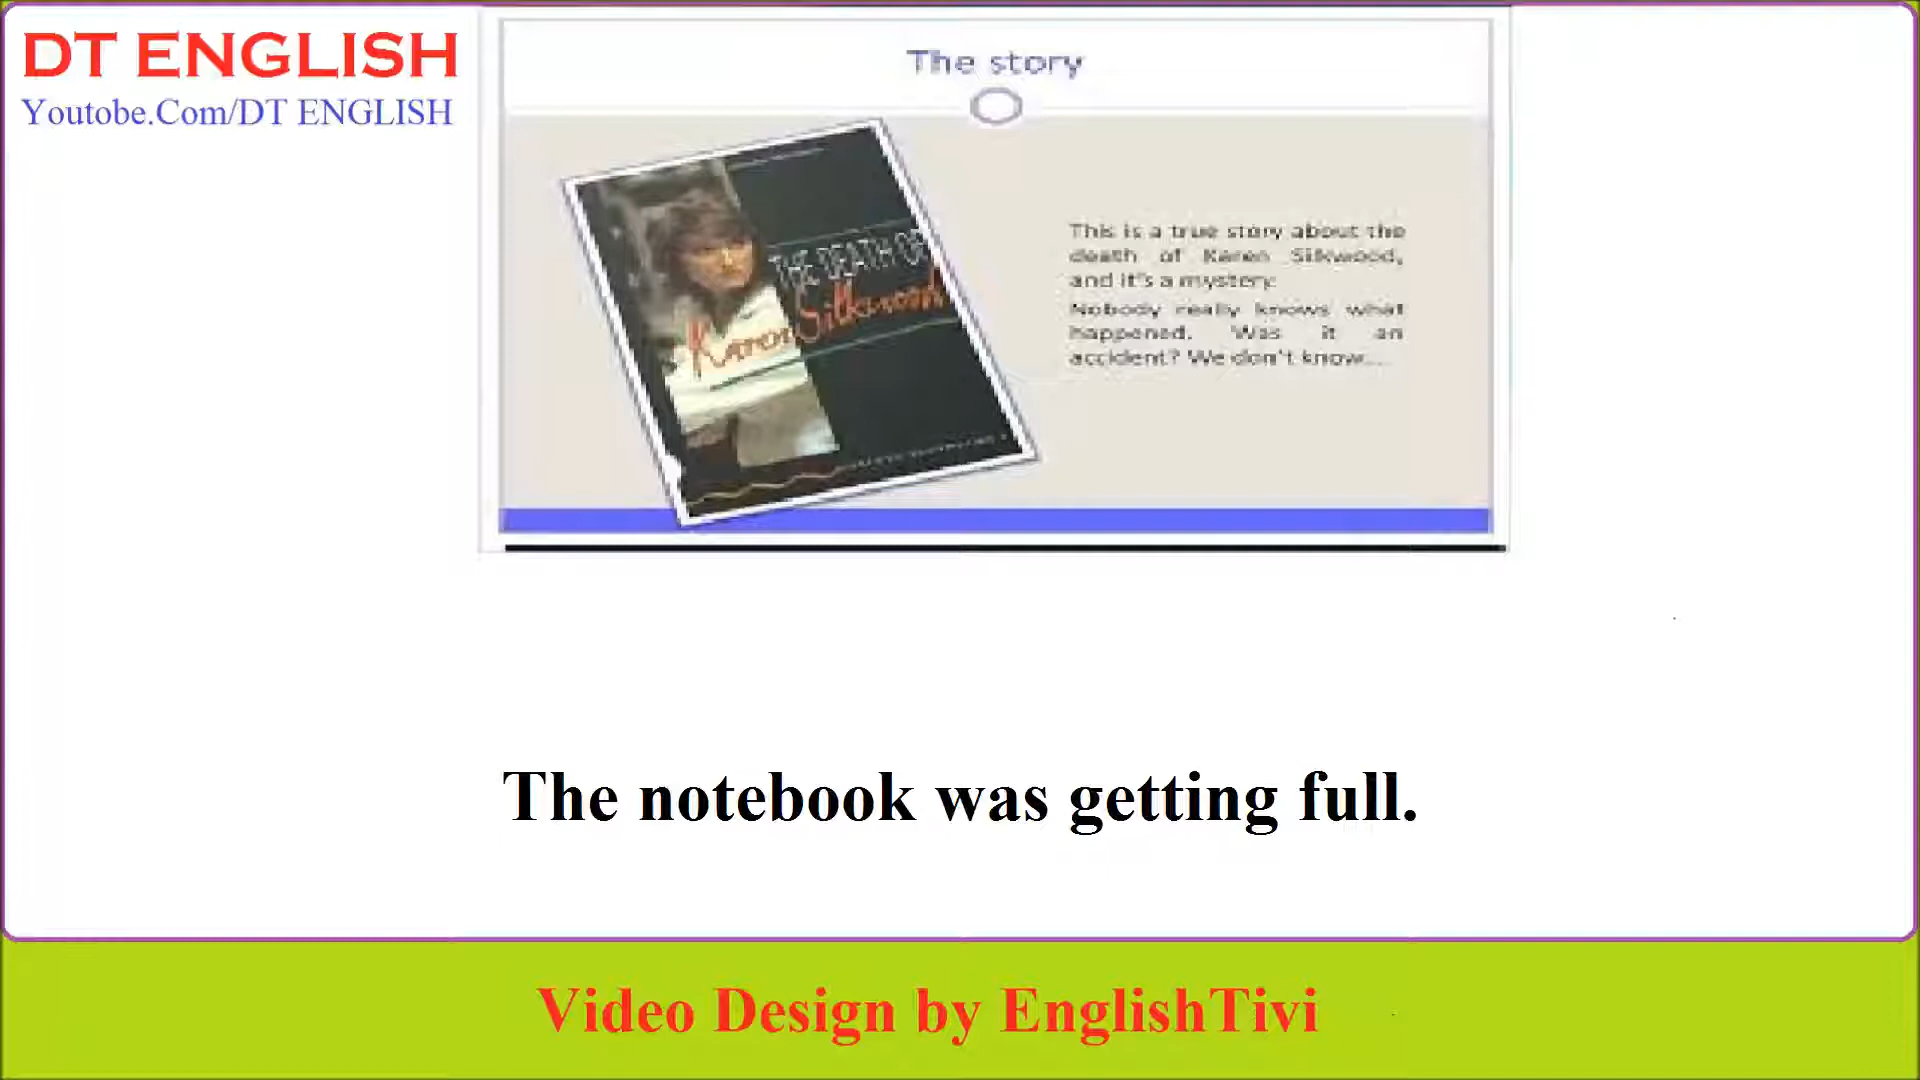 DT ENGLISH
Youtobe.Com/DT ENGLISH
The story
THE DEATH OF
Karen Silkwood
This is a true story about the
death of Karen Silkwood,
and it's a mystery.
Nobody really knows what
happened. Was it an
accident? We don't know...
The notebook was getting full.
Video Design by EnglishTivi